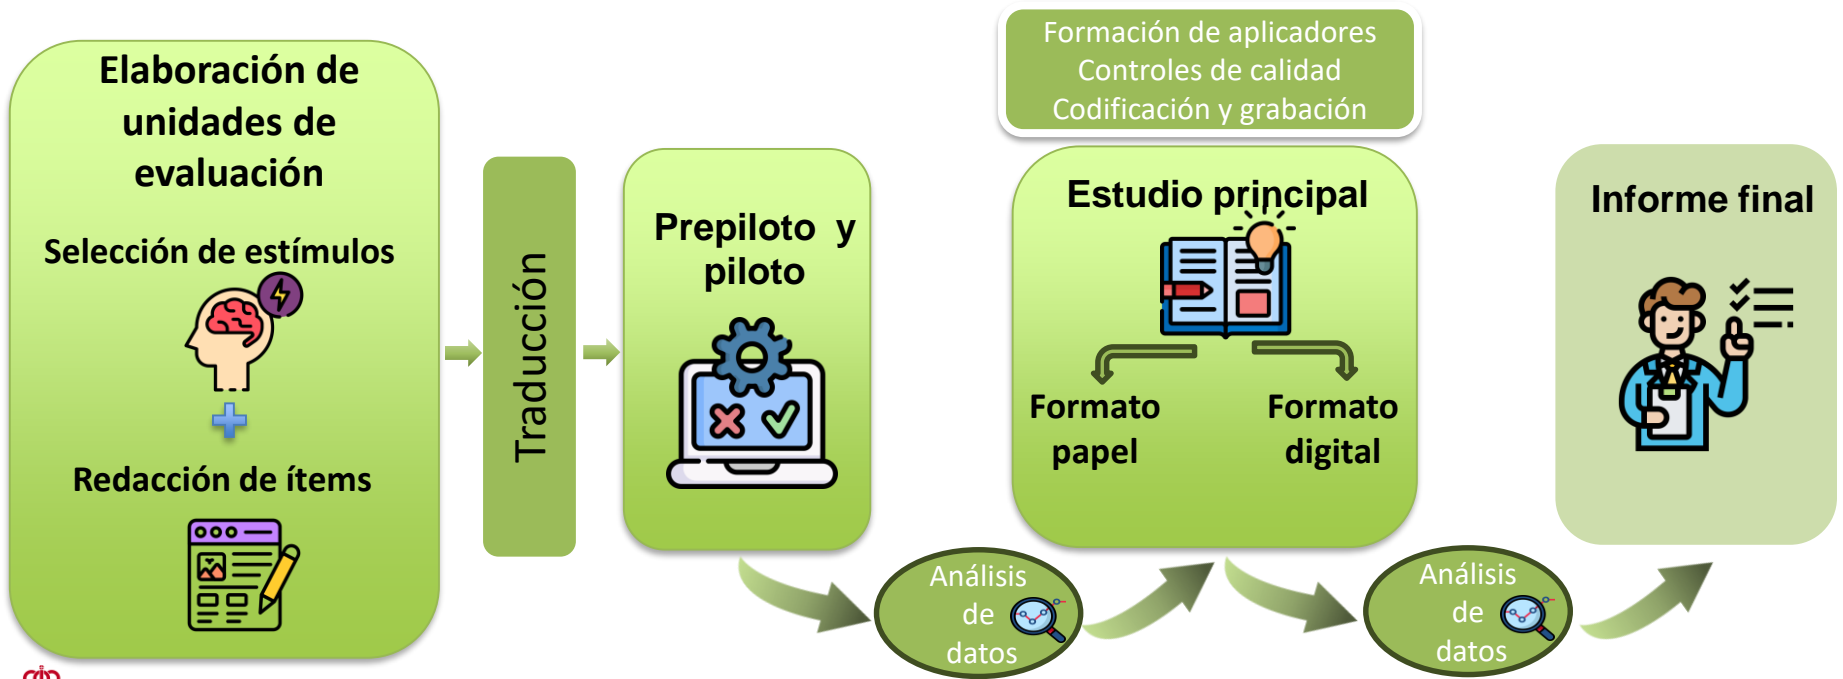 Elaboración de
unidades de
evaluación
Selección de estímulos
Redacción de ítems
Traducción
Prepiloto y
piloto
Análisis
de
datos
Formación de aplicadores
Controles de calidad
Codificación y grabación
Estudio principal
Formato
papel
Formato
digital
Análisis
de
datos
Informe final